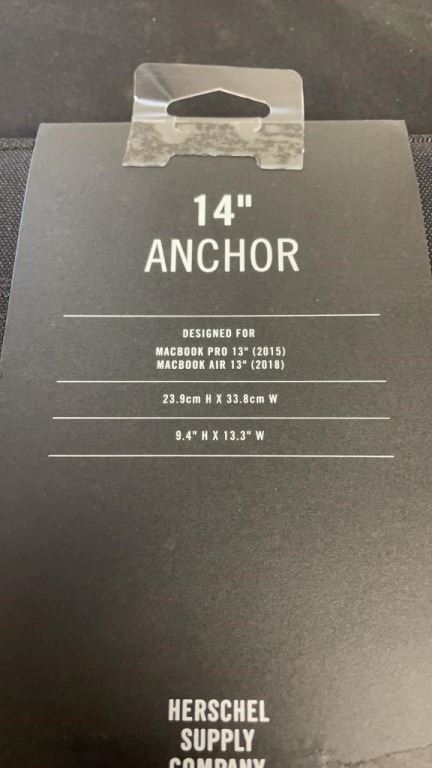 14"
ANCHOR
DESIGNED FOR
MACBOOK PRO 13" (2015)
MACBOOK AIR 13" (2018)
23.9cm H X 33.8cm W
9.4" H X 13.3" W
HERSCHEL
SUPPLY
COMPANY